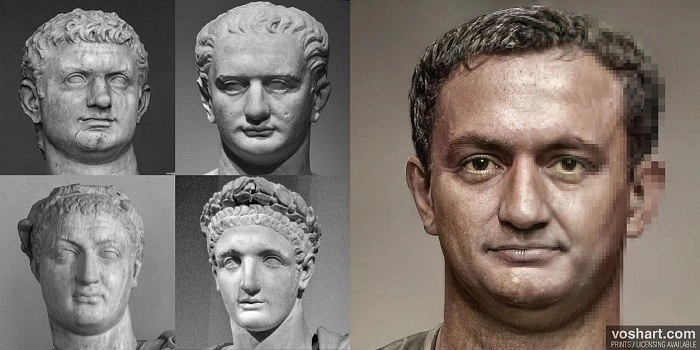 voshart.com
PRINTS / LICENSING AVAILABLE